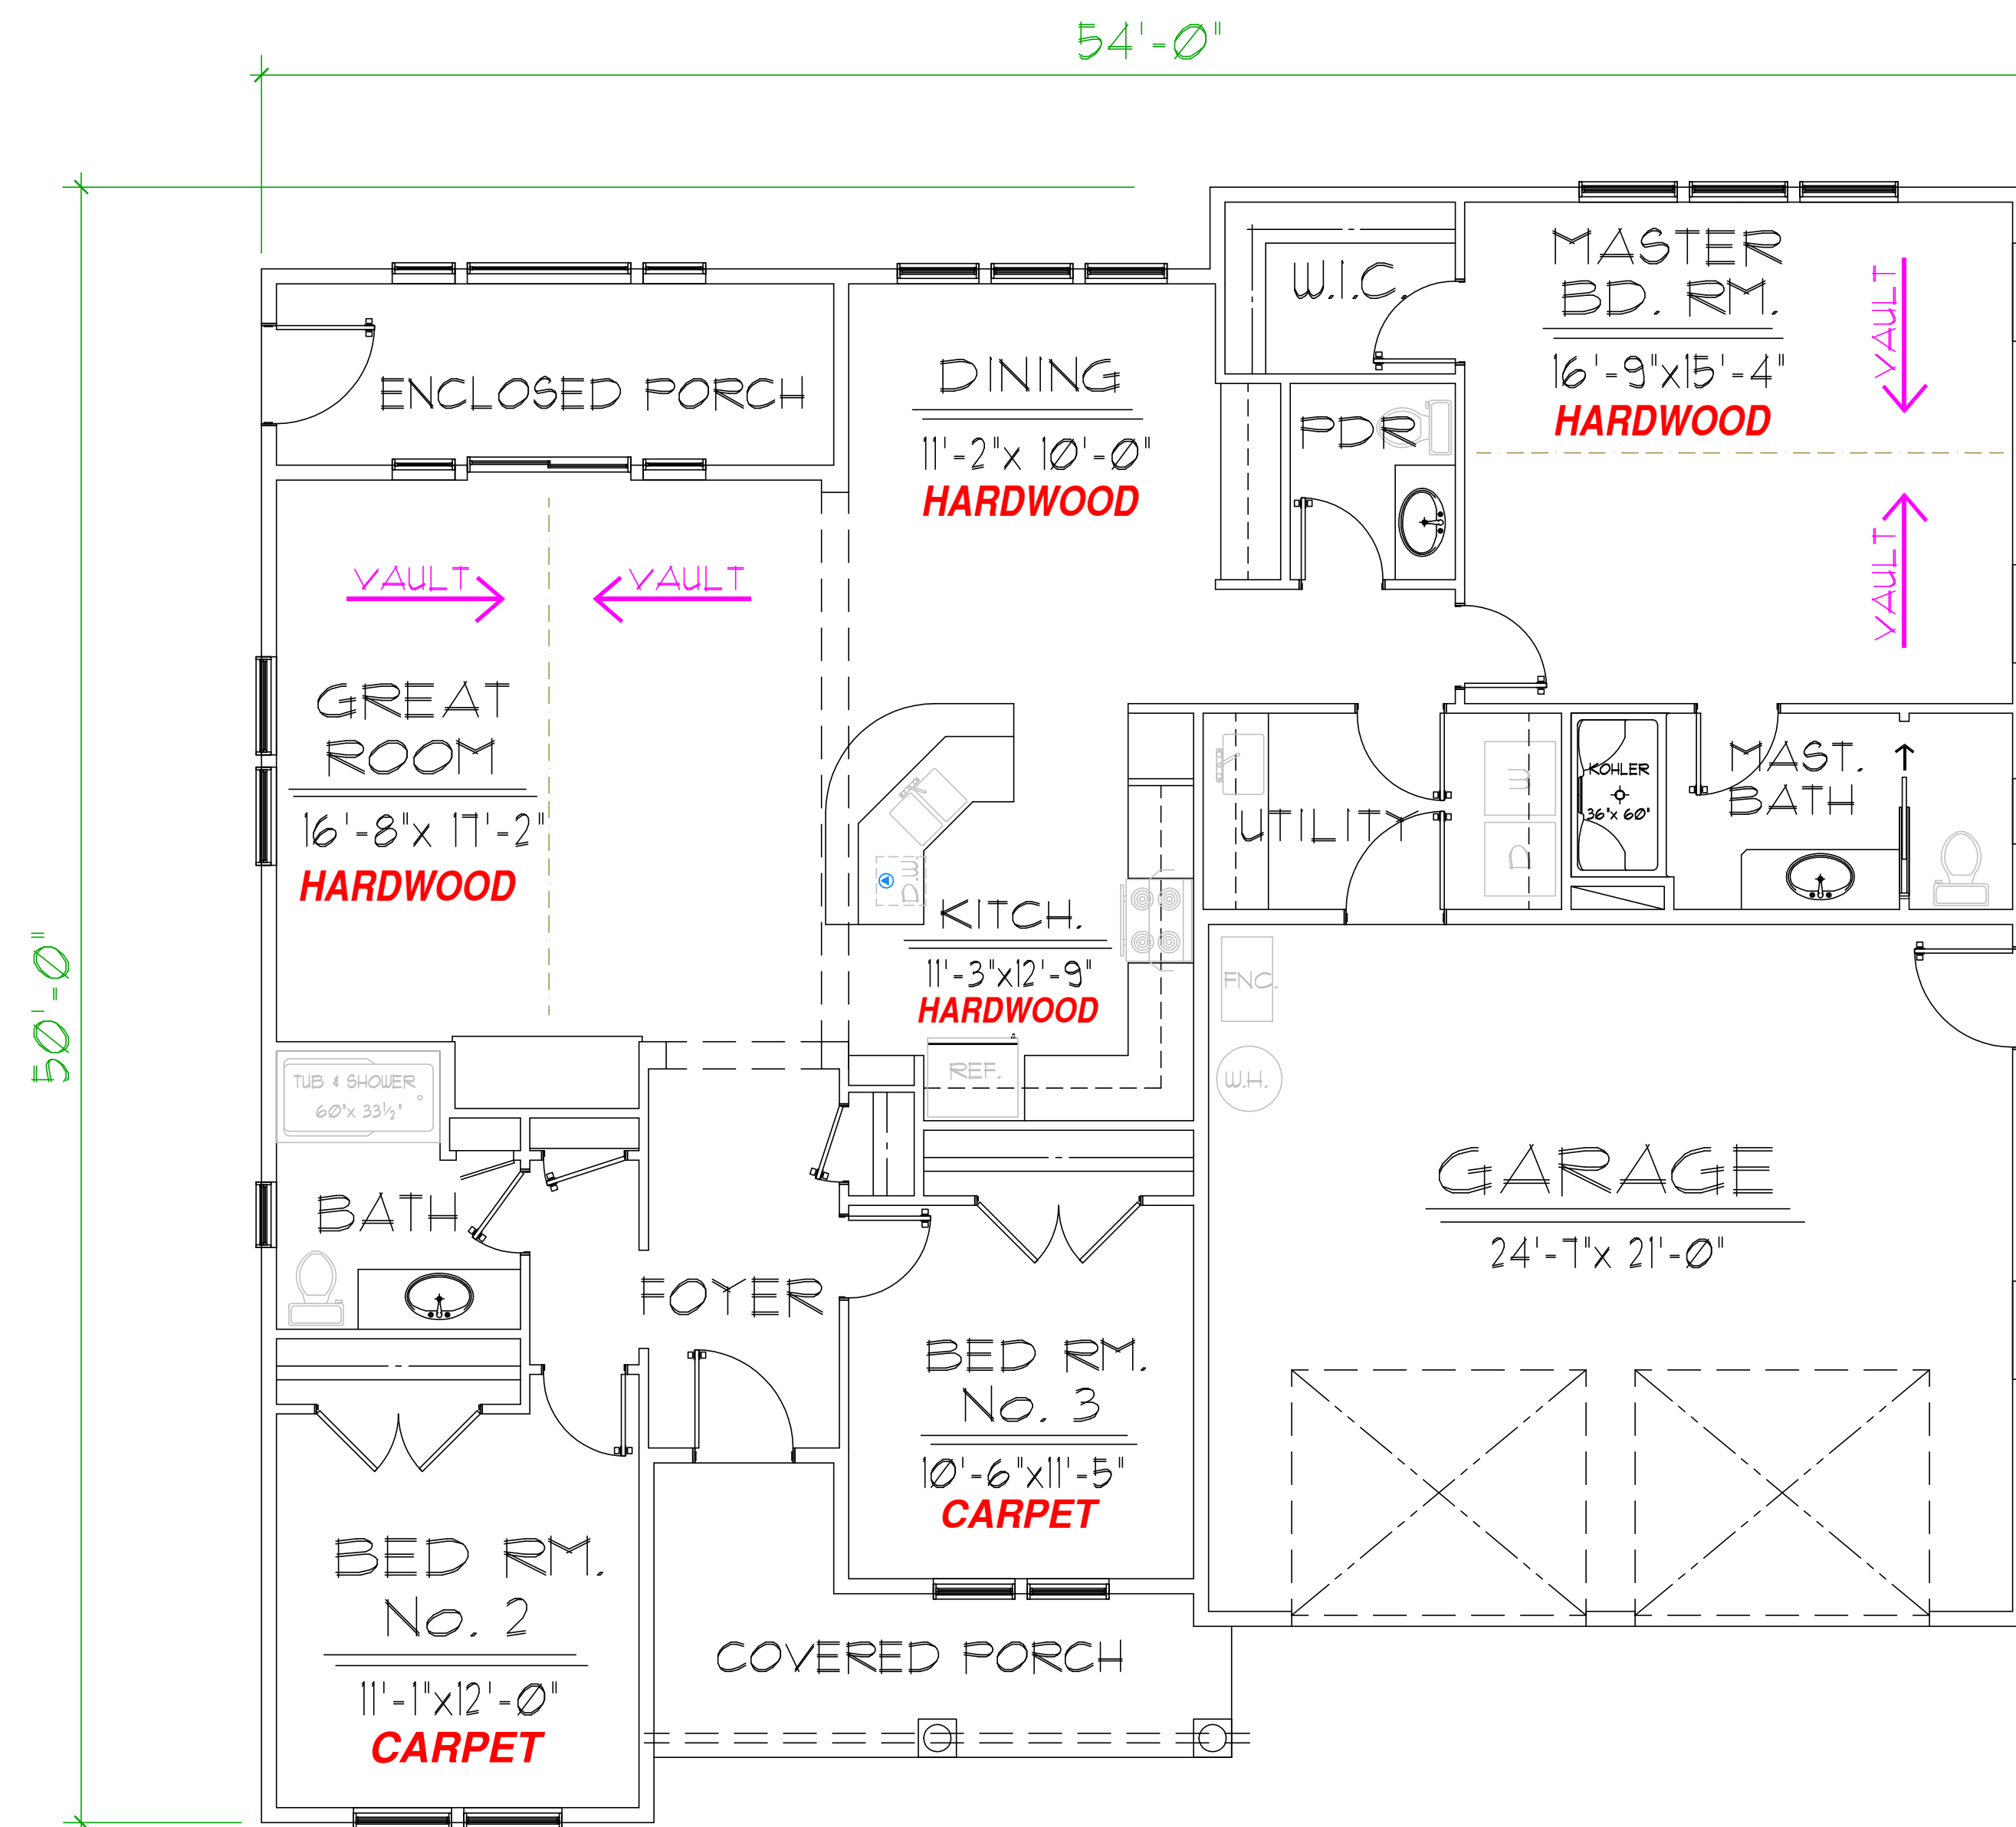 54'-0"
50'-0"
ENCLOSED PORCH
DINING
11'-2"x 10'-0"
HARDWOOD
W.I.C.
MASTER
BD. RM.
16'-9"x15'-4"
HARDWOOD
VAULT
VAULT
PDR
VAULT
VAULT
GREAT
ROOM
16'-8"x 17'-2"
HARDWOOD
D.W.
KITCH.
11'-3"x12'-9"
HARDWOOD
REF.
UTILITY
W
D
KOHLER
36"x 60"
MAST.
BATH
FNC.
W.H.
GARAGE
24'-7"x 21'-0"
TUB & SHOWER
60"x 33½"
BATH
FOYER
BED RM.
No. 3
10'-6"x11'-5"
CARPET
BED RM.
No. 2
11'-1"x12'-0"
CARPET
COVERED PORCH